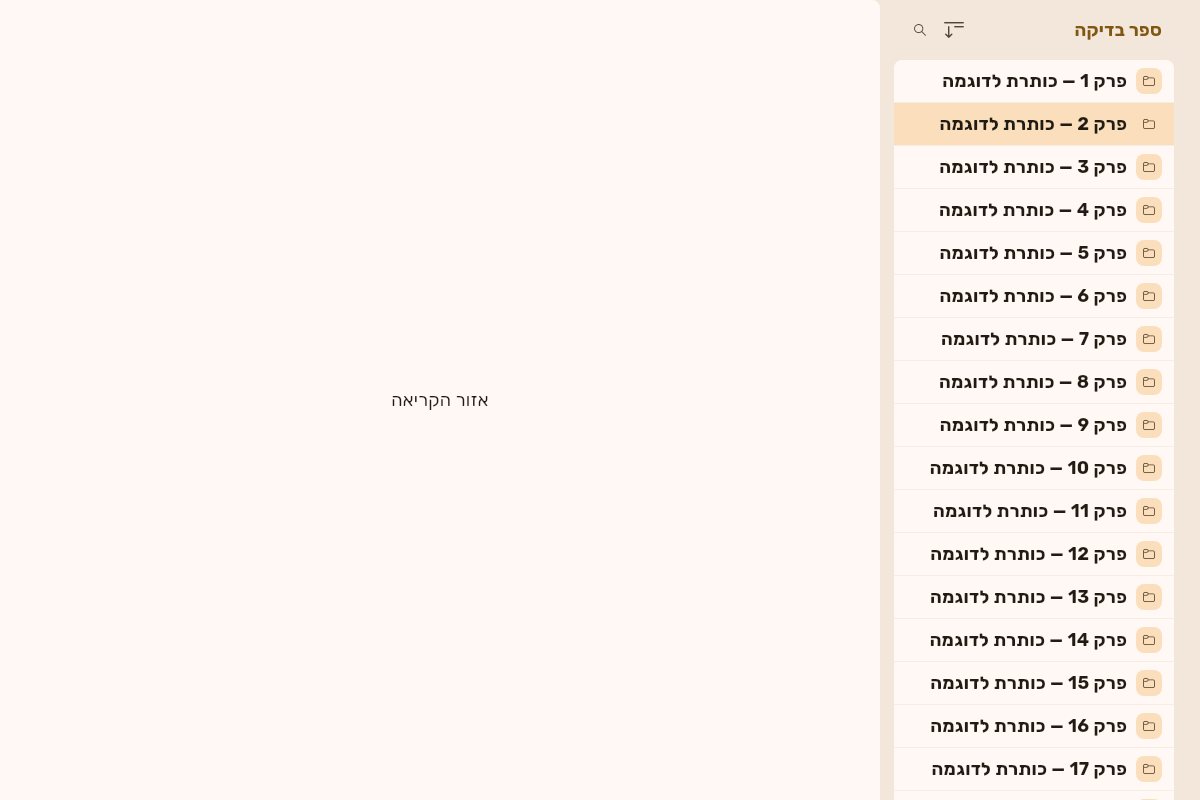 ספר בדיקה
פרק 1 – כותרת לדוגמה
פרק 2 – כותרת לדוגמה
פרק 3 – כותרת לדוגמה
פרק 4 – כותרת לדוגמה
פרק 5 – כותרת לדוגמה
פרק 6 – כותרת לדוגמה
פרק 7 – כותרת לדוגמה
פרק 8 – כותרת לדוגמה
פרק 9 – כותרת לדוגמה
פרק 10 – כותרת לדוגמה
פרק 11 – כותרת לדוגמה
פרק 12 – כותרת לדוגמה
פרק 13 – כותרת לדוגמה
פרק 14 – כותרת לדוגמה
פרק 15 – כותרת לדוגמה
פרק 16 – כותרת לדוגמה
פרק 17 – כותרת לדוגמה
אזור הקריאה